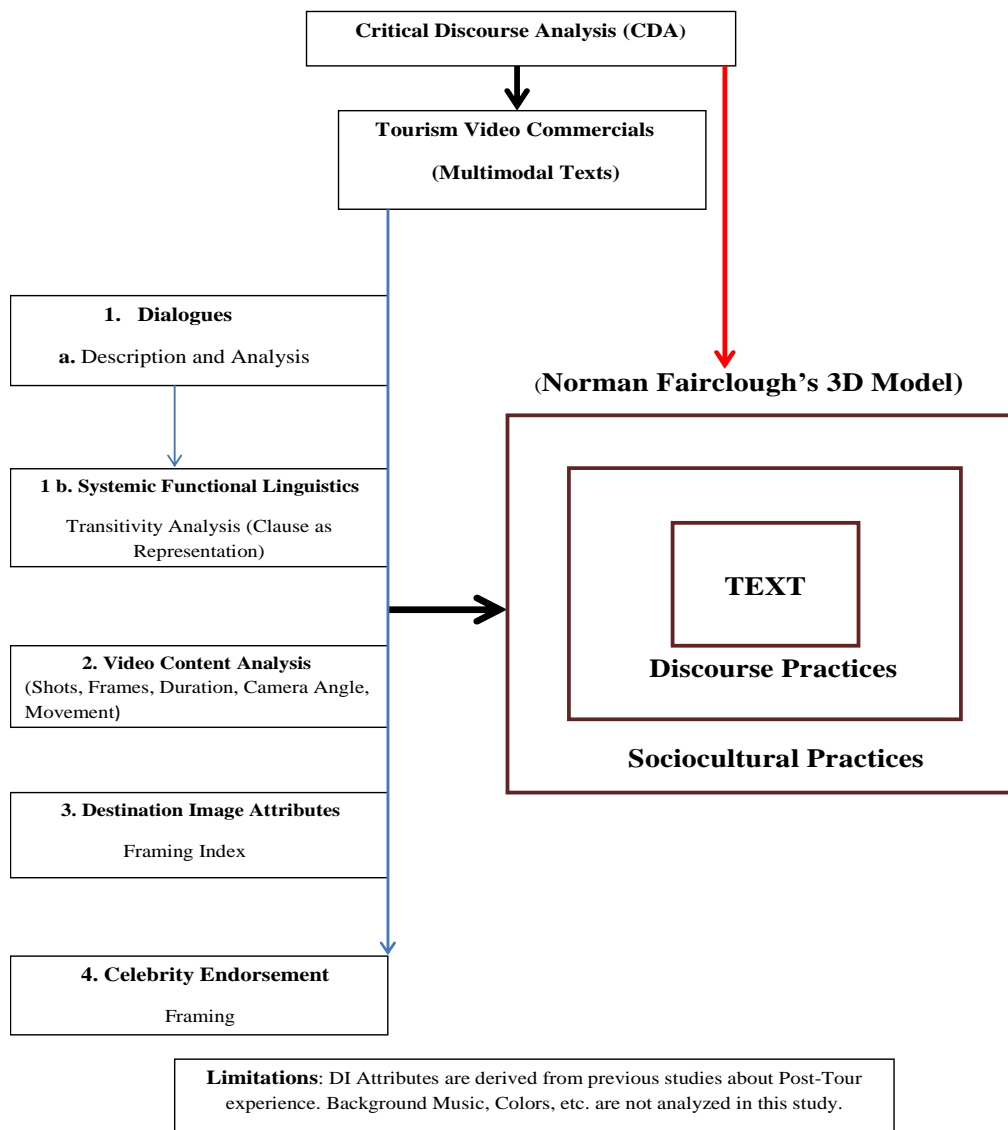 Critical Discourse Analysis (CDA)
Tourism Video Commercials
(Multimodal Texts)
1. Dialogues
a. Description and Analysis
1 b. Systemic Functional Linguistics
Transitivity Analysis (Clause as
Representation)
2. Video Content Analysis
(Shots, Frames, Duration, Camera Angle,
Movement)
3. Destination Image Attributes
Framing Index
4. Celebrity Endorsement
Framing
(Norman Fairclough’s 3D Model)
TEXT
Discourse Practices
Sociocultural Practices
Limitations: DI Attributes are derived from previous studies about Post-Tour
experience. Background Music, Colors, etc. are not analyzed in this study.